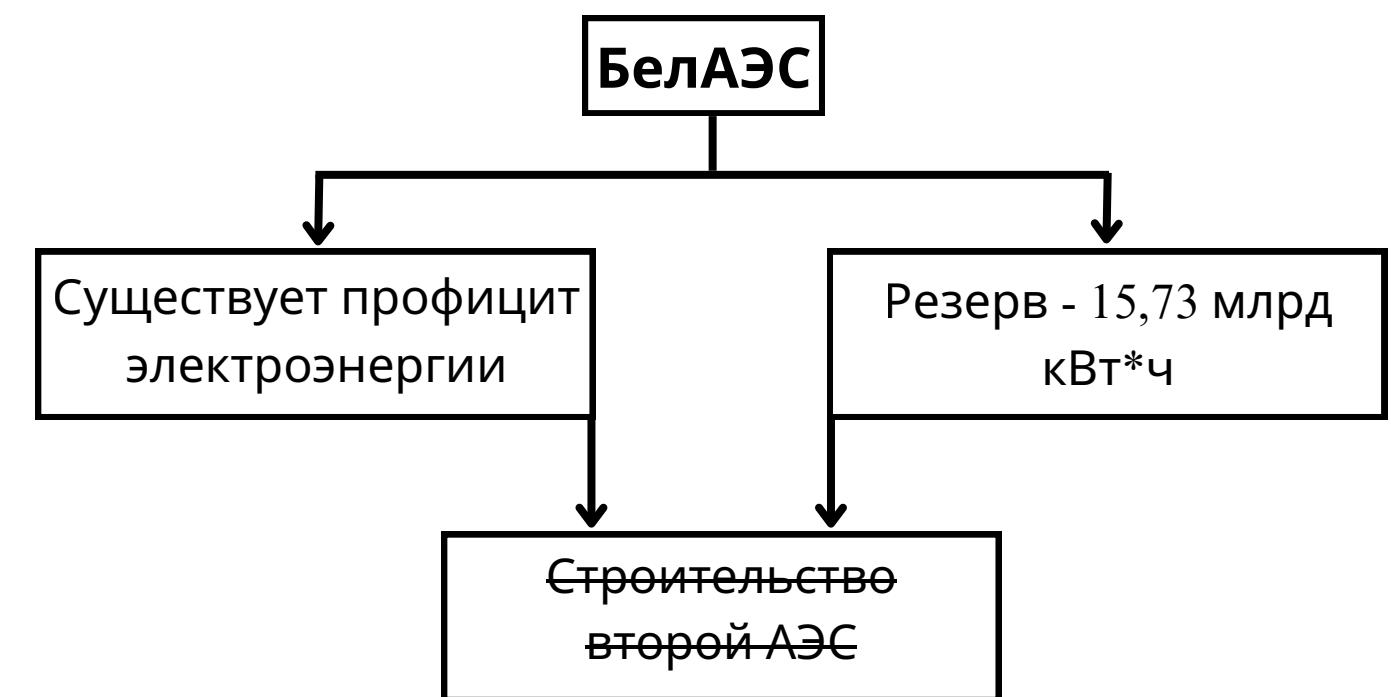 БелАЭС
Существует профицит
электроэнергии
Резерв - 15,73 млрд
кВт*ч
Строительство
второй АЭС